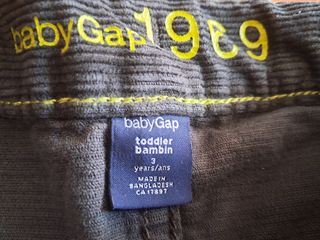 babyGap 1969
babyGap
toddler
bambin
3
years/ans
MADE IN
BANGLADESH
CA 17897